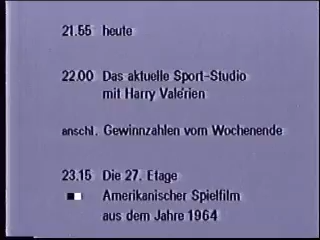 21.55 heute
22.00 Das aktuelle Sport-Studio
mit Harry Valérien
anschl. Gewinnzahlen vom Wochenende
23.15 Die 27. Etage
Amerikanischer Spielfilm
aus dem Jahre 1964